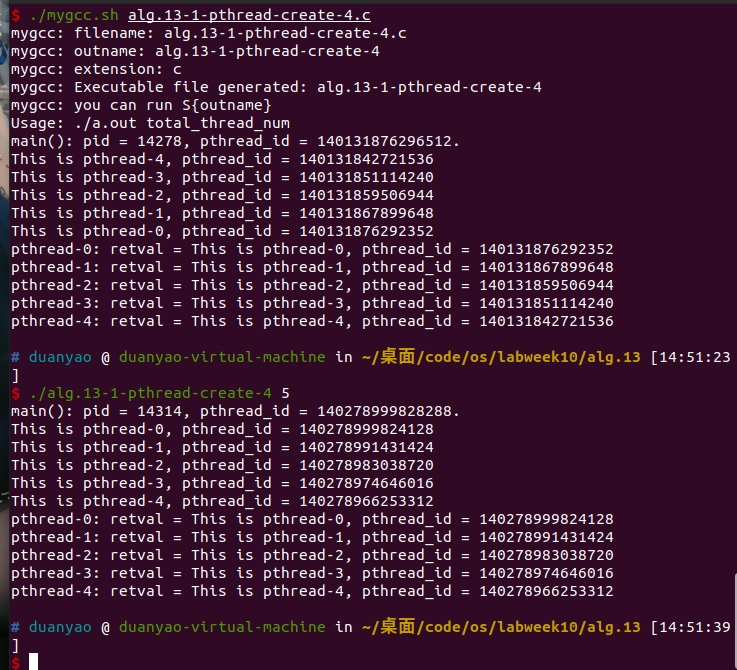 $ ./mygcc.sh alg.13-1-pthread-create-4.c
mygcc: filename: alg.13-1-pthread-create-4.c
mygcc: outname: alg.13-1-pthread-create-4
mygcc: extension: c
mygcc: Executable file generated: alg.13-1-pthread-create-4
mygcc: you can run S{outname}
Usage: ./a.out total_thread_num
main(): pid = 14278, pthread_id = 140131876296512.
This is pthread-4, pthread_id = 140131842721536
This is pthread-3, pthread_id = 140131851114240
This is pthread-2, pthread_id = 140131859506944
This is pthread-1, pthread_id = 140131867899648
This is pthread-0, pthread_id = 140131876292352
pthread-0: retval = This is pthread-0, pthread_id = 140131876292352
pthread-1: retval = This is pthread-1, pthread_id = 140131867899648
pthread-2: retval = This is pthread-2, pthread_id = 140131859506944
pthread-3: retval = This is pthread-3, pthread_id = 140131851114240
pthread-4: retval = This is pthread-4, pthread_id = 140131842721536
# duanyao @ duanyao-virtual-machine in ~/桌面/code/os/labweek10/alg.13 [14:51:23
]
$ ./alg.13-1-pthread-create-4 5
main(): pid = 14314, pthread_id = 140278999828288.
This is pthread-0, pthread_id = 140278999824128
This is pthread-1, pthread_id = 140278991431424
This is pthread-2, pthread_id = 140278983038720
This is pthread-3, pthread_id = 140278974646016
This is pthread-4, pthread_id = 140278966253312
pthread-0: retval = This is pthread-0, pthread_id = 140278999824128
pthread-1: retval = This is pthread-1, pthread_id = 140278991431424
pthread-2: retval = This is pthread-2, pthread_id = 140278983038720
pthread-3: retval = This is pthread-3, pthread_id = 140278974646016
pthread-4: retval = This is pthread-4, pthread_id = 140278966253312
# duanyao @ duanyao-virtual-machine in ~/桌面/code/os/labweek10/alg.13 [14:51:39
]
$